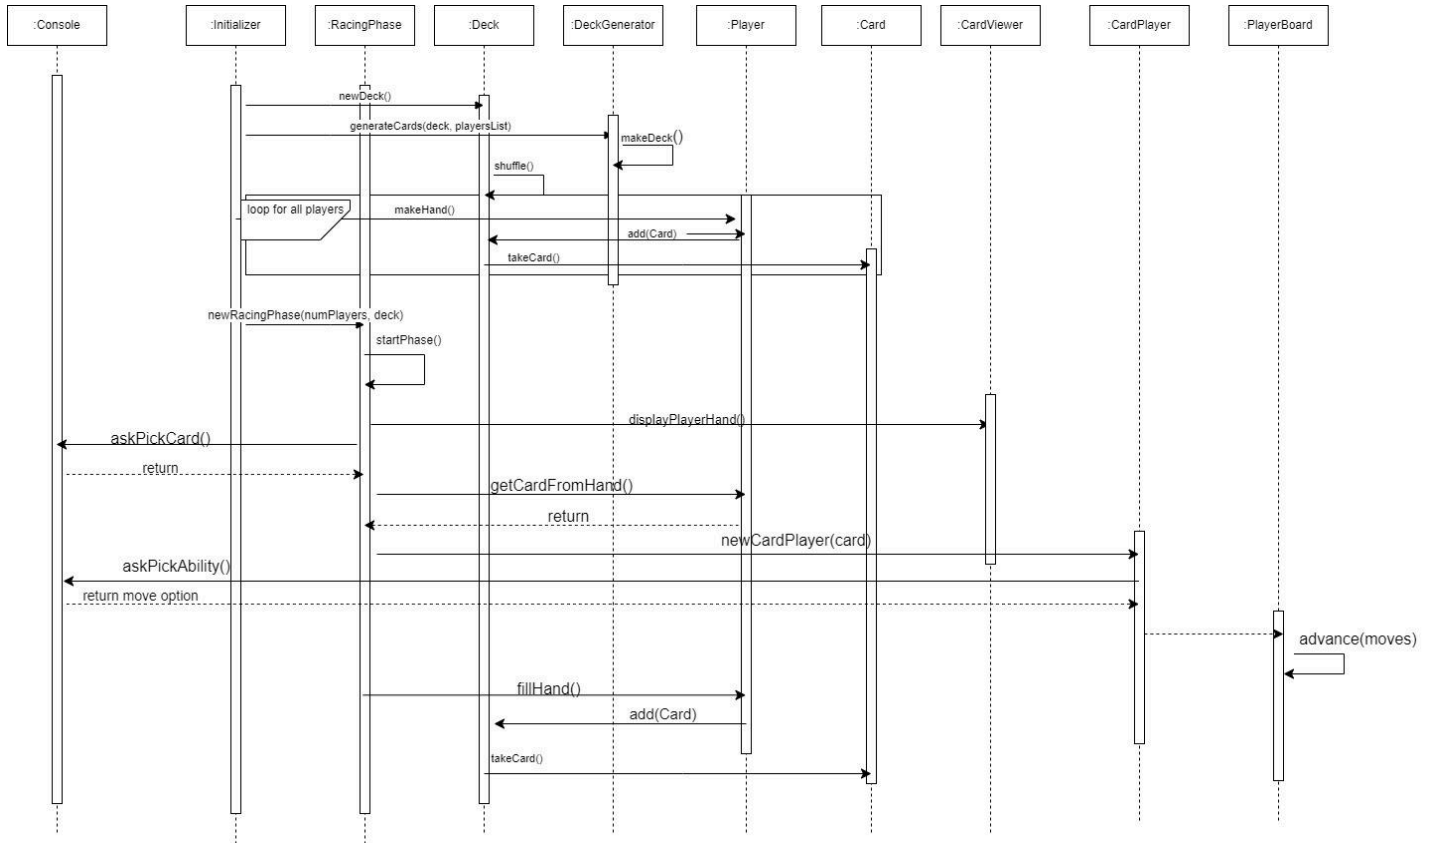 :Console
:Initializer
:RacingPhase
:Deck
:DeckGenerator
:Player
:Card
:CardViewer
:CardPlayer
:PlayerBoard
newDeck()
generateCards(deck, playersList)
makeDeck()
shuffle()
loop for all players
makeHand()
add(Card)
takeCard()
newRacingPhase(numPlayers, deck)
startPhase()
displayPlayerHand()
askPickCard()
return
getCardFromHand()
return
newCardPlayer(card)
askPickAbility()
return move option
advance(moves)
fillHand()
add(Card)
takeCard()